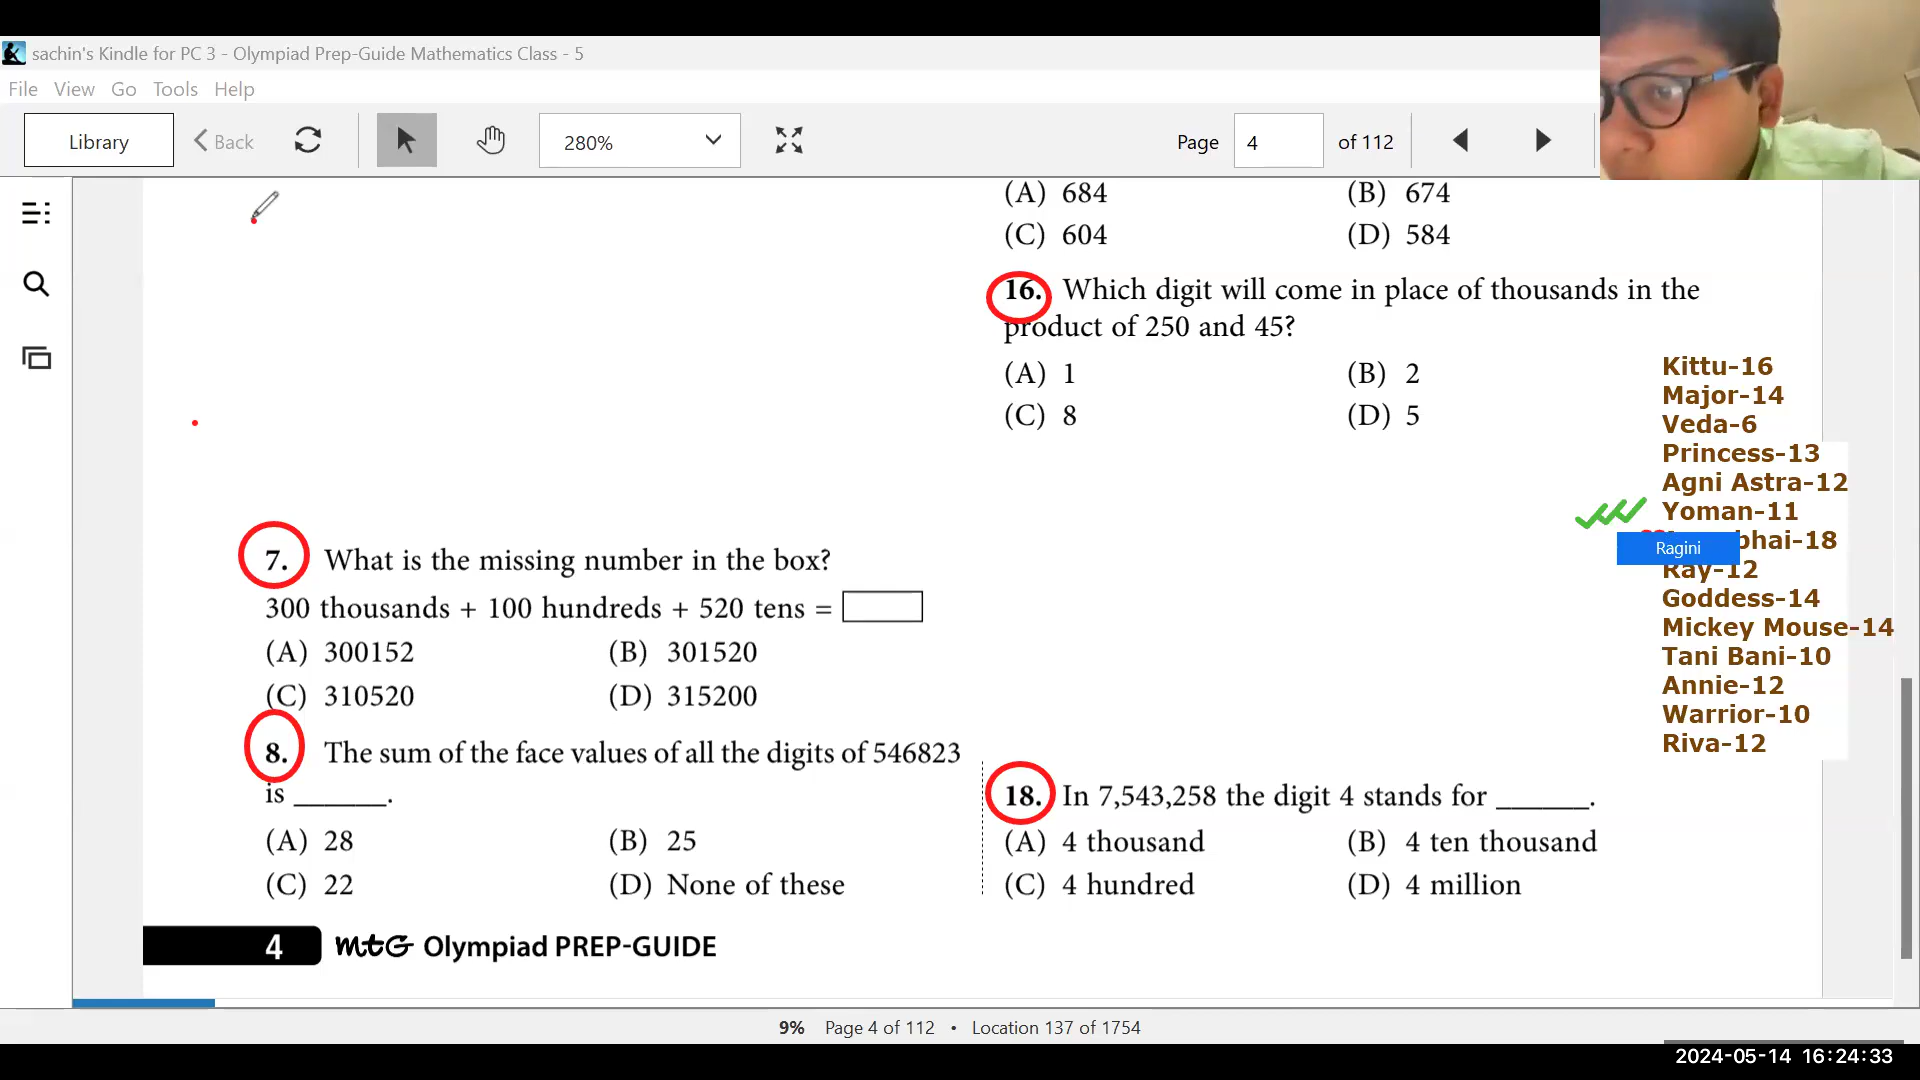 sachin's Kindle for PC 3 - Olympiad Prep-Guide Mathematics Class - 5
File View Go Tools Help
Library Back 280% Page 4 of 112
(A) 684 (B) 674
(C) 604 (D) 584
16. Which digit will come in place of thousands in the
product of 250 and 45?
(A) 1 (B) 2
(C) 8 (D) 5
7. What is the missing number in the box?
300 thousands + 100 hundreds + 520 tens =
(A) 300152 (B) 301520
(C) 310520 (D) 315200
8. The sum of the face values of all the digits of 546823
is ______.
(A) 28 (B) 25
(C) 22 (D) None of these
18. In 7,543,258 the digit 4 stands for ______.
(A) 4 thousand (B) 4 ten thousand
(C) 4 hundred (D) 4 million
Kittu-16
Major-14
Veda-6
Princess-13
Agni Astra-12
Yoman-11
bhai-18
Ragini
Ray-12
Goddess-14
Mickey Mouse-14
Tani Bani-10
Annie-12
Warrior-10
Riva-12
4 mtG Olympiad PREP-GUIDE
9% Page 4 of 112 • Location 137 of 1754
2024-05-14 16:24:33